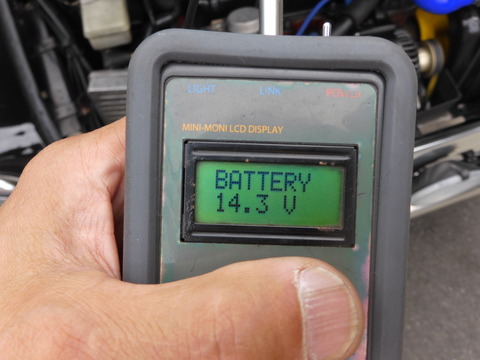 LIGHT LINK POWER
MINI-MONI LCD DISPLAY
BATTERY
14.3 V